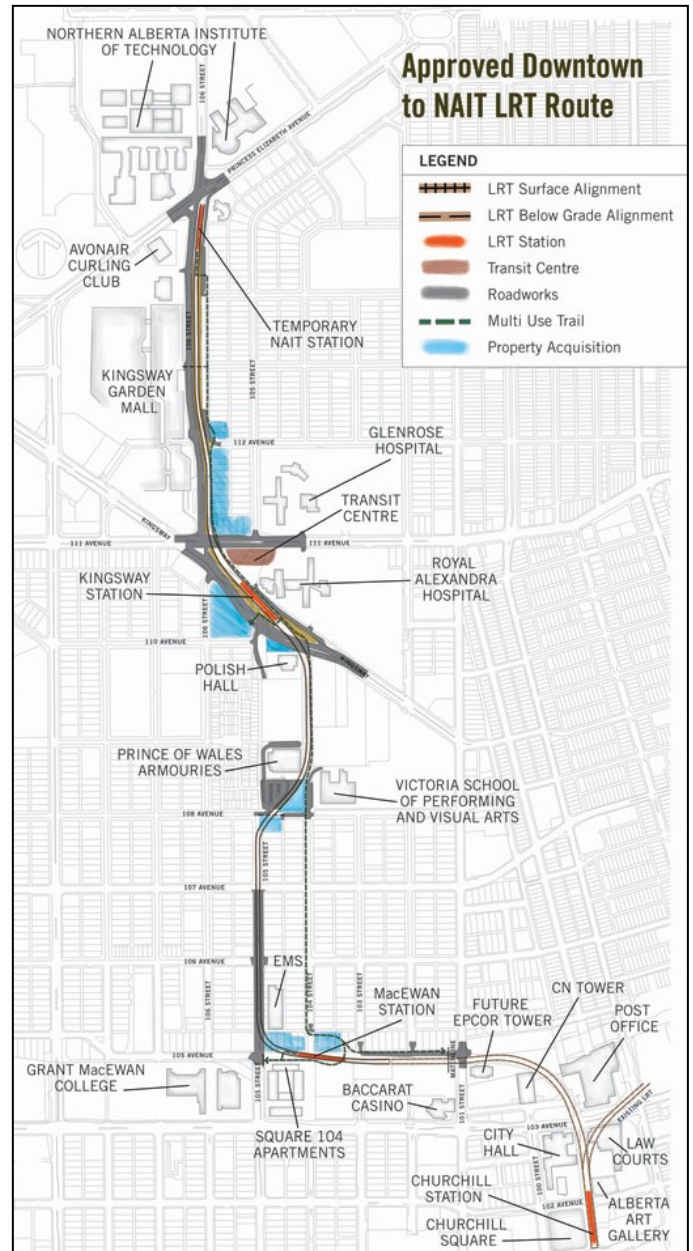 NORTHERN ALBERTA INSTITUTE
OF TECHNOLOGY
106 STREET
PRINCESS ELIZABETH AVENUE
Approved Downtown
to NAIT LRT Route
LEGEND
LRT Surface Alignment
LRT Below Grade Alignment
LRT Station
Transit Centre
Roadworks
Multi Use Trail
Property Acquisition
AVONAIR
CURLING
CLUB
TEMPORARY
NAIT STATION
106 STREET
105 STREET
KINGSWAY
GARDEN
MALL
112 AVENUE
GLENROSE
HOSPITAL
TRANSIT
CENTRE
KINGSWAY
111 AVENUE
111 AVENUE
KINGSWAY
STATION
ROYAL
ALEXANDRA
HOSPITAL
106 STREET
110 AVENUE
KINGSWAY
POLISH
HALL
PRINCE OF WALES
ARMOURIES
VICTORIA SCHOOL
OF PERFORMING
AND VISUAL ARTS
108 AVENUE
105 STREET
107 AVENUE
106 AVENUE
EMS
106 STREET
104 STREET
103 STREET
MacEWAN
STATION
FUTURE
EPCOR TOWER
CN TOWER
POST
OFFICE
105 AVENUE
GRANT MacEWAN
COLLEGE
105 STREET
101 STREET
BACCARAT
CASINO
SQUARE 104
APARTMENTS
103 AVENUE
EXISTING LRT
CITY
HALL
LAW
COURTS
100 STREET
CHURCHILL
STATION
102 AVENUE
ALBERTA
ART
GALLERY
CHURCHILL
SQUARE